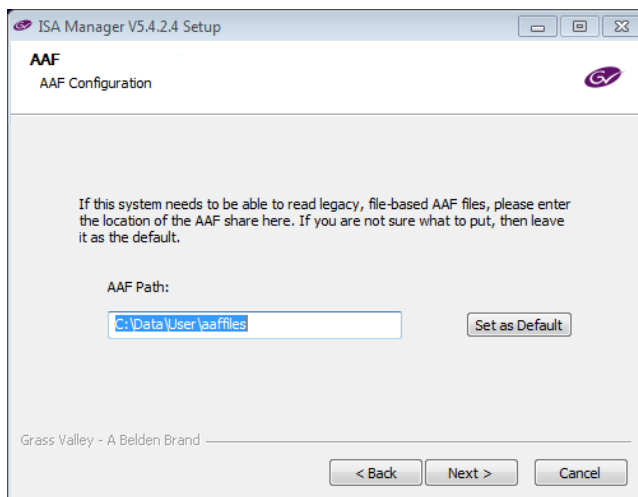 ISA Manager V5.4.2.4 Setup
AAF
AAF Configuration
GV
If this system needs to be able to read legacy, file-based AAF files, please enter
the location of the AAF share here. If you are not sure what to put, then leave
it as the default.
AAF Path:
C:\Data\User\aaffiles
Set as Default
Grass Valley - A Belden Brand
< Back
Next >
Cancel